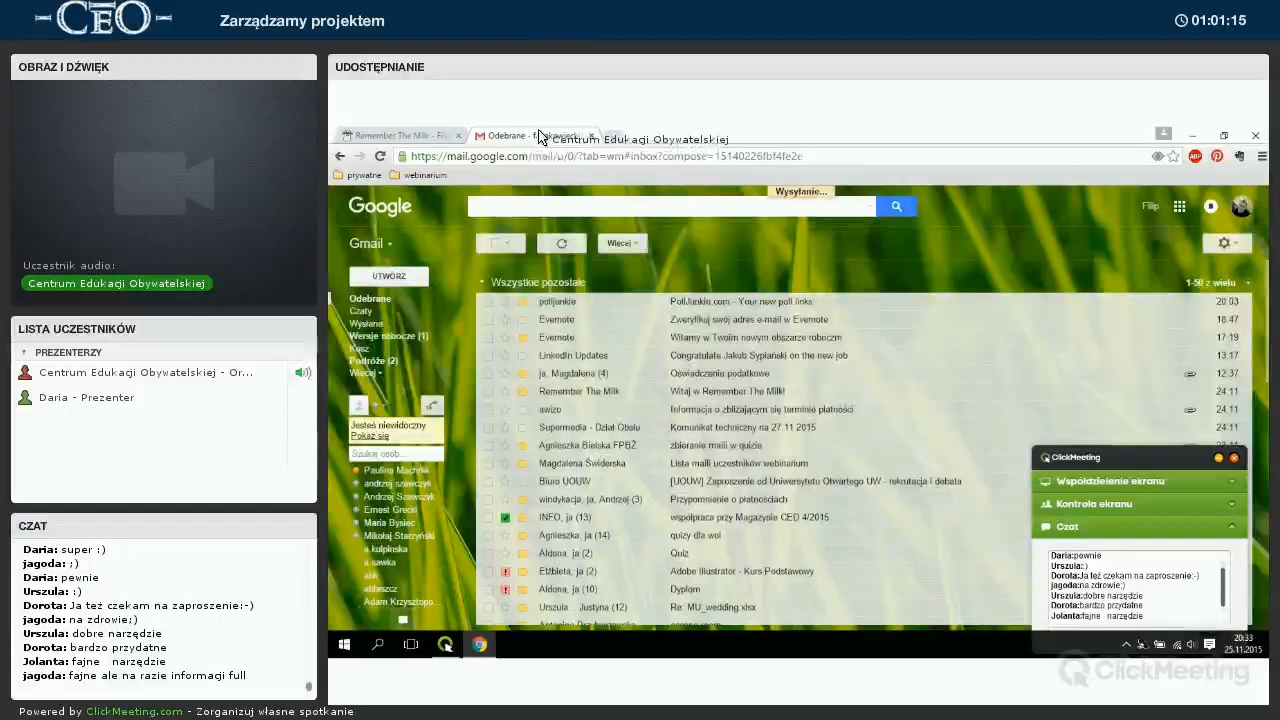 CEO
Zarządzamy projektem
01:01:15
OBRAZ I DŹWIĘK
Uczestnik audio:
Centrum Edukacji Obywatelskiej
LISTA UCZESTNIKÓW
PREZENTERZY
Centrum Edukacji Obywatelskiej - Or...
Daria - Prezenter
CZAT
Daria: super :)
jagoda: ;)
Daria: pewnie
Urszula: :)
Dorota: Ja też czekam na zaproszenie:-)
jagoda: na zdrowie;)
Urszula: dobre narzędzie
Dorota: bardzo przydatne
Jolanta: fajne narzędzie
jagoda: fajne ale na razie informacji full
Powered by ClickMeeting.com - Zorganizuj własne spotkanie
UDOSTĘPNIANIE
Remember The Milk - Fili
Odebrane -
Centrum Edukacji Obywatelskiej
https://mail.google.com/mail/u/0/?tab=wm#inbox?compose=15140226fbf4fe2e
ABP
prywatne
webinarium
Wysyłanie...
Google
Filip
Gmail
Więcej
UTWÓRZ
Odebrane
Czaty
Wysłane
Wersje robocze (1)
Kosz
Podróże (2)
Więcej
Jesteś niewidoczny
Pokaż się
Szukaj osób...
Paulina Machnik
andrzej szawczyk
Andrzej Szawczyk
Ernest Grecki
Maria Bysiec
Mikołaj Starzyński
a.kulpinska
a.sawka
abk
abłaszcz
Adam Krzysztopo...
Wszystkie pozostałe
1-50 z wielu
polljunkie PollJunkie.com - Your new poll links 20:03
Evernote Zweryfikuj swój adres e-mail w Evernote 18:47
Evernote Witamy w Twoim nowym obszarze roboczm 17:19
LinkedIn Updates Congratulate Jakub Sypiański on the new job 13:17
ja, Magdalena (4) Oświadczenie podatkowe 12:37
Remember The Milk Witaj w Remember The Milk! 24.11
awizo Informacja o zbliżającym się terminie płatności 24.11
Supermedia - Dział Obsłu Komunikat techniczny na 27 11 2015 24.11
Agnieszka Bielska FPBŻ zbieranie maili w quizie 23.11
Magdalena Świderska Lista maili uczestników webinarium
Biuro UOUW [UOUW] Zaproszenie od Uniwersytetu Otwartego UW - rekrutacja i debata
windykacja, ja, Andrzej (3) Przypomnienie o płatnościach
INFO, ja (13) współpraca przy Magazynie CED 4/2015
Agnieszka, ja (14) quizy dla wol
Aldona, ja (2) Quiz
Elżbieta, ja (2) Adobe Illustrator - Kurs Podstawowy
Aldona, ja (10) Dyplom
Urszula .. Justyna (12) Re: MU_wedding.xlsx
ClickMeeting
Współdzielenie ekranu
Kontrola ekranu
Czat
Daria:pewnie
Urszula::)
Dorota:Ja też czekam na zaproszenie:-)
jagoda:na zdrowie;)
Urszula:dobre narzędzie
Dorota:bardzo przydatne
Jolanta:fajne narzędzie
20:33
25.11.2015
ClickMeeting